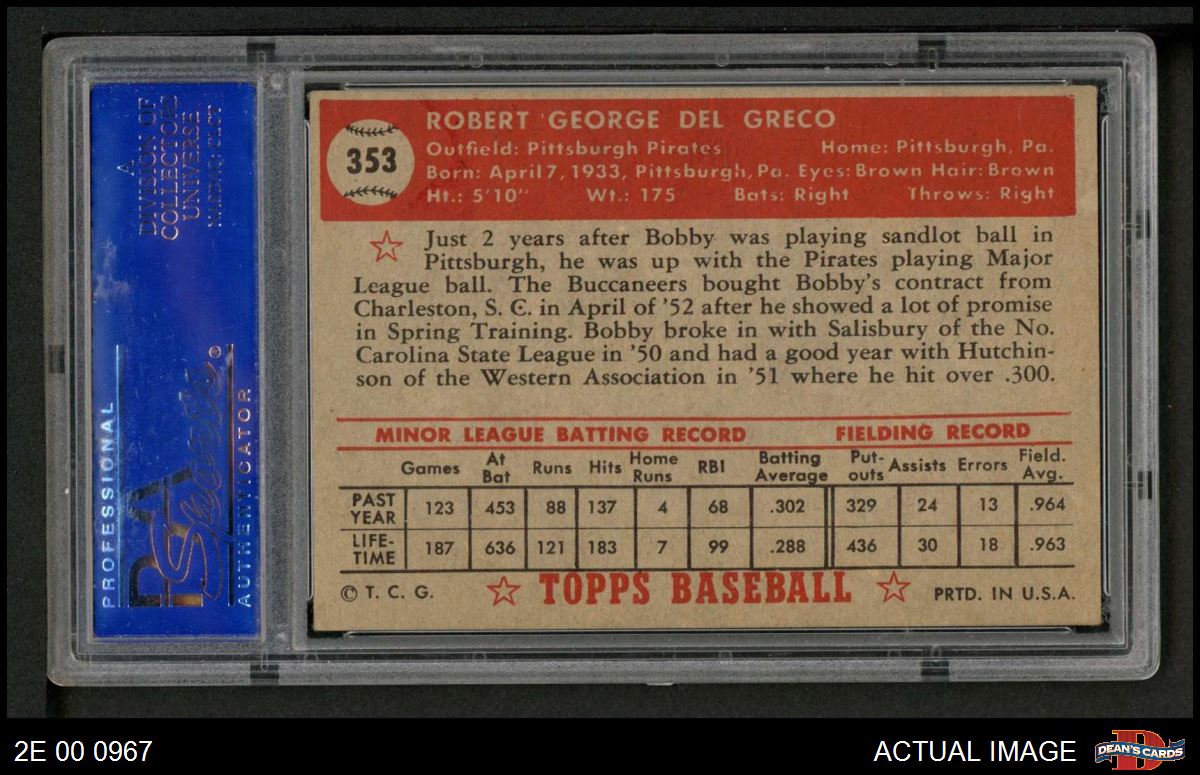 A
DIVISION OF
COLLECTORS
UNIVERSE
NASDAQ: CLCT
PROFESSIONAL
PSA
AUTHENTICATOR
®
353
ROBERT GEORGE DEL GRECO
Outfield: Pittsburgh Pirates Home: Pittsburgh, Pa.
Born: April 7, 1933, Pittsburgh, Pa. Eyes: Brown Hair: Brown
Ht.: 5'10" Wt.: 175 Bats: Right Throws: Right
Just 2 years after Bobby was playing sandlot ball in
Pittsburgh, he was up with the Pirates playing Major
League ball. The Buccaneers bought Bobby's contract from
Charleston, S. C. in April of '52 after he showed a lot of promise
in Spring Training. Bobby broke in with Salisbury of the No.
Carolina State League in '50 and had a good year with Hutchin-
son of the Western Association in '51 where he hit over .300.
MINOR LEAGUE BATTING RECORD FIELDING RECORD
Games At Bat Runs Hits Home Runs RBI Batting Average Put-outs Assists Errors Field. Avg.
PAST YEAR 123 453 88 137 4 68 .302 329 24 13 .964
LIFE-TIME 187 636 121 183 7 99 .288 436 30 18 .963
© T. C. G. TOPPS BASEBALL PRTD. IN U.S.A.
2E 00 0967 ACTUAL IMAGE DEAN'S CARDS